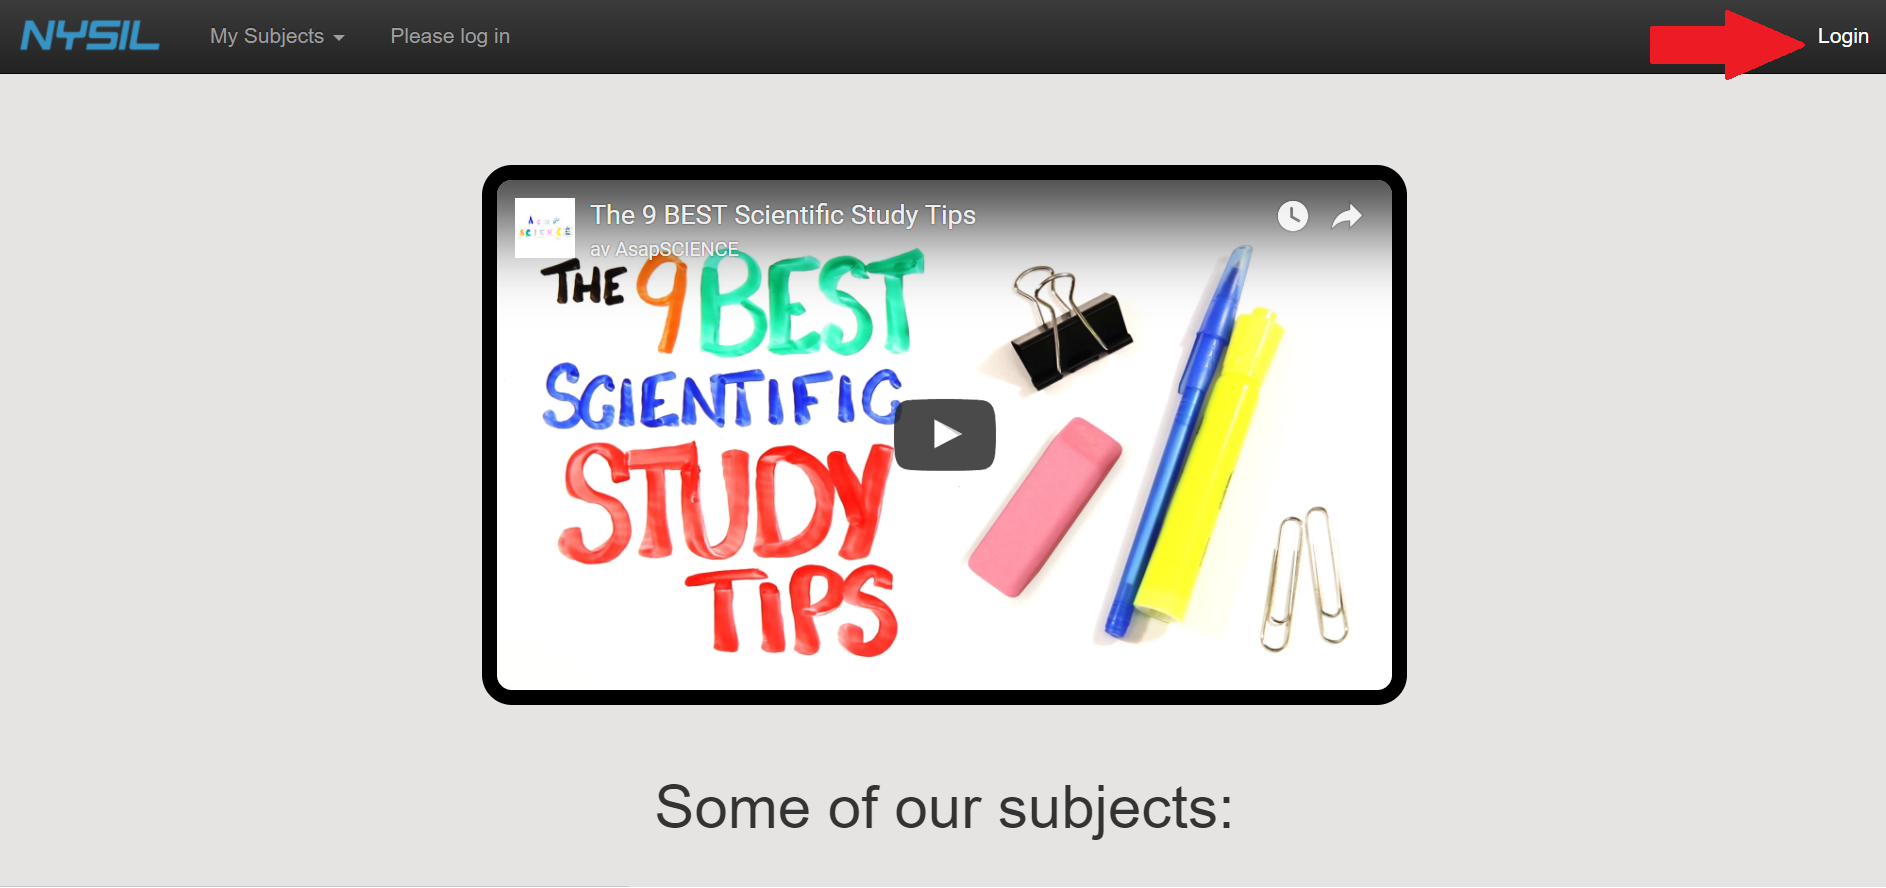 NYSIL
My Subjects
Please log in
Login
ASAP
SCIENCE
The 9 BEST Scientific Study Tips
av AsapSCIENCE
THE 9 BEST
SCIENTIFIC
STUDY
TIPS
Some of our subjects: